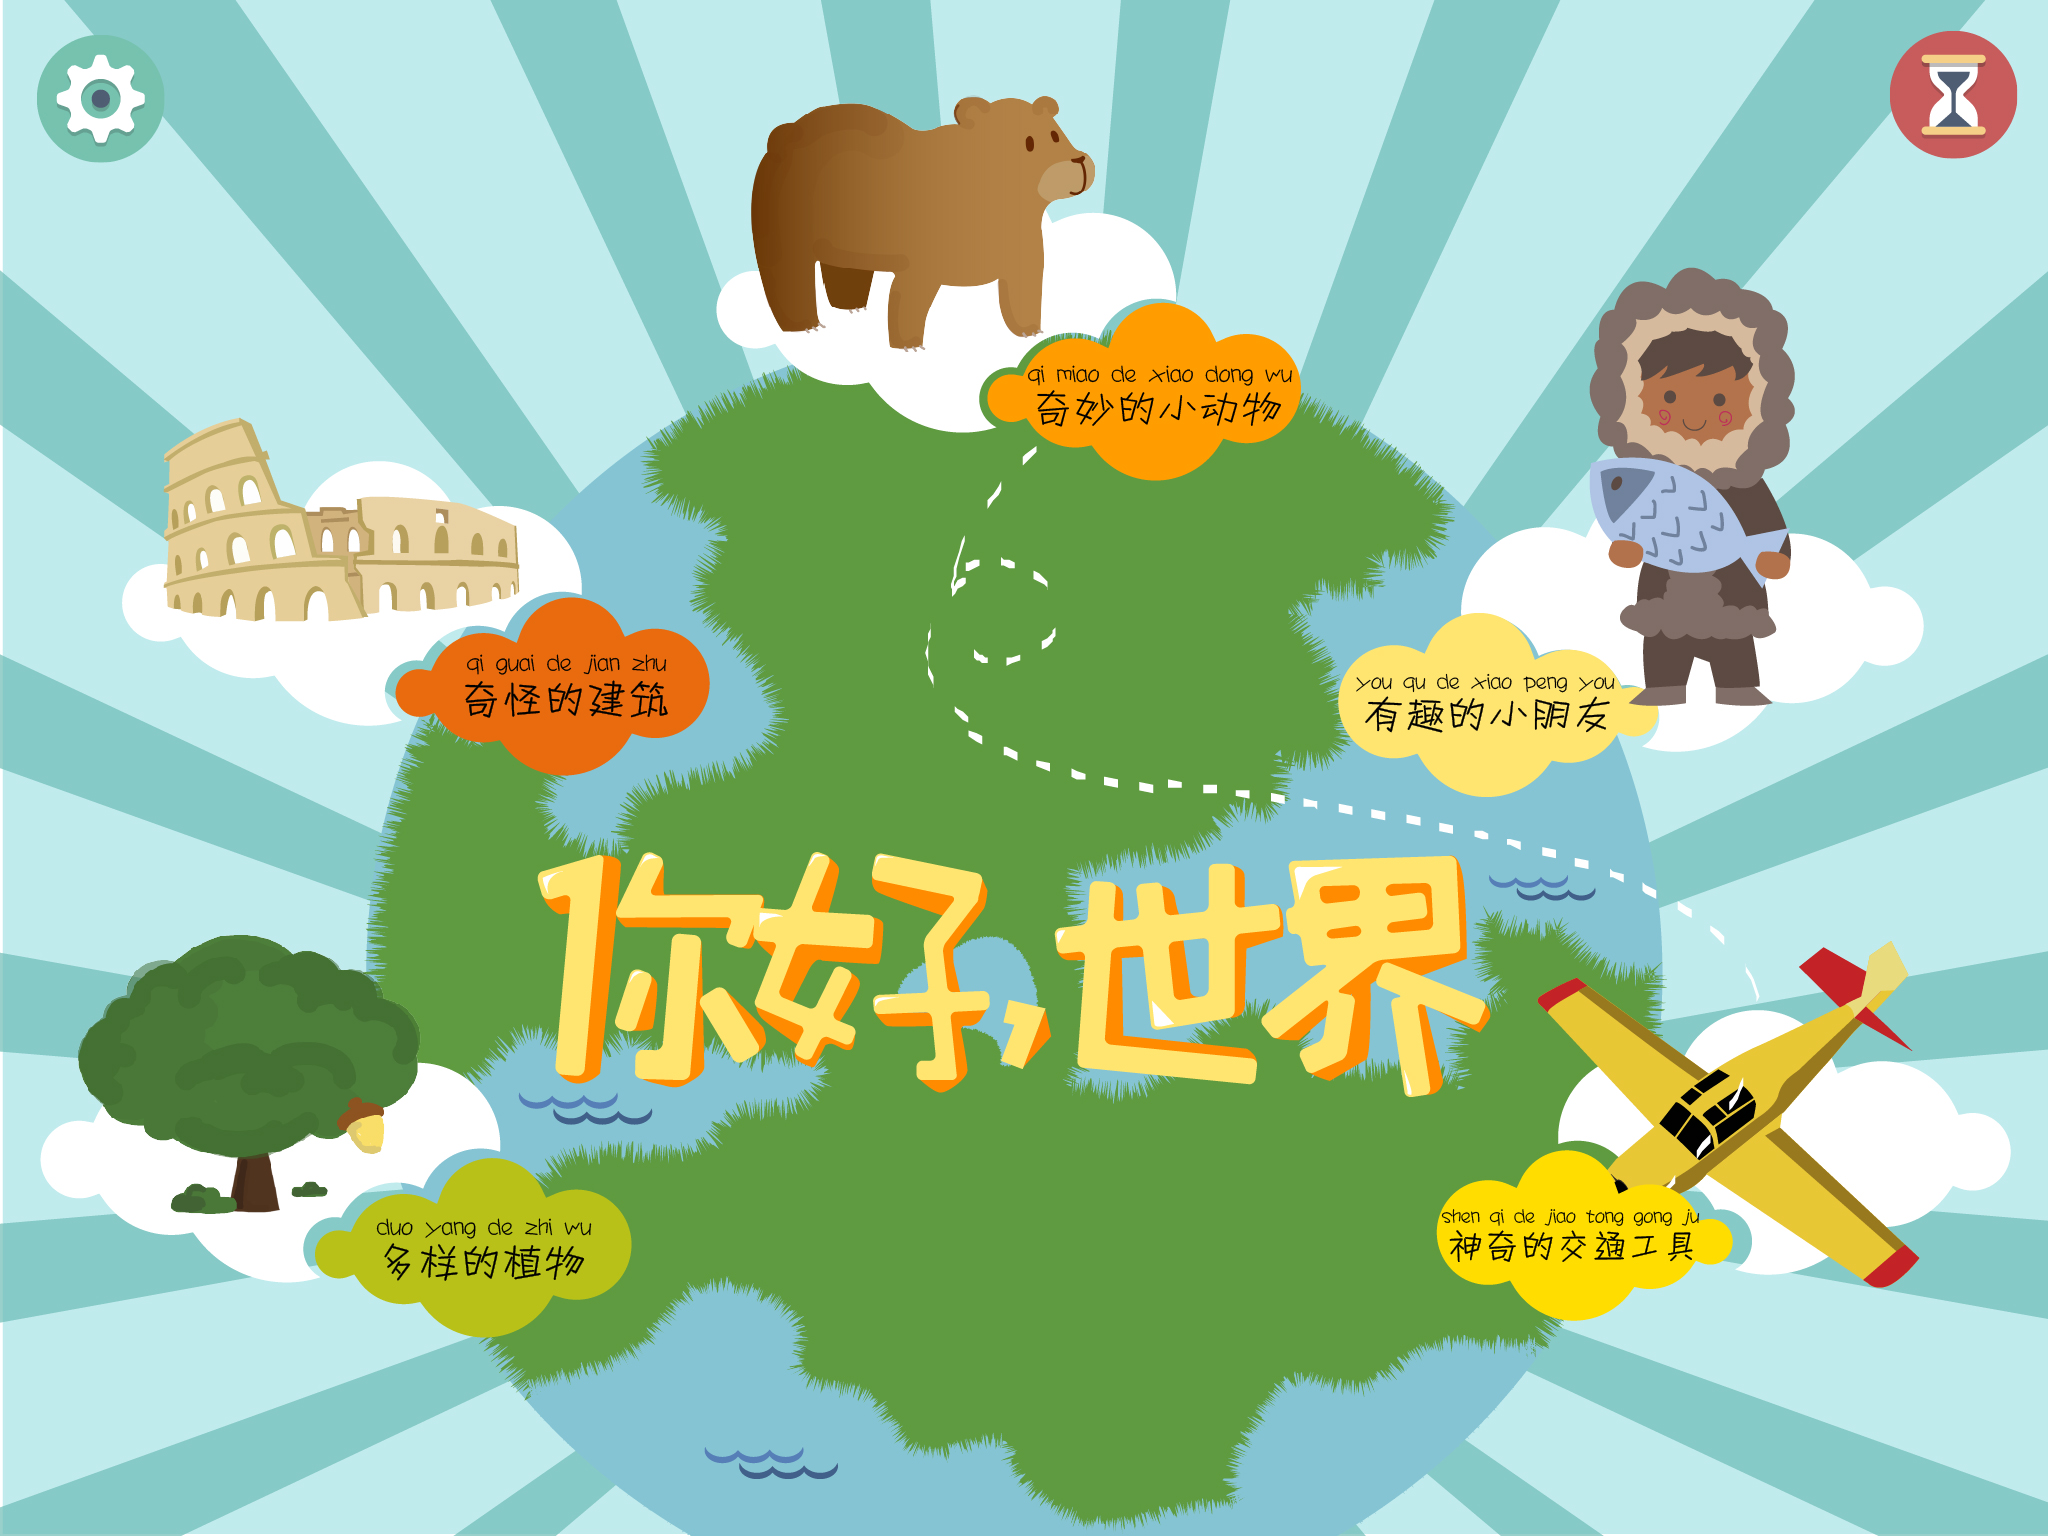 qi miao de xiao dong wu
奇妙的小动物
qi guai de jian zhu
奇怪的建筑
you qu de xiao peng you
有趣的小朋友
你好,世界
duo yang de zhi wu
多样的植物
shen qi de jiao tong gong ju
神奇的交通工具